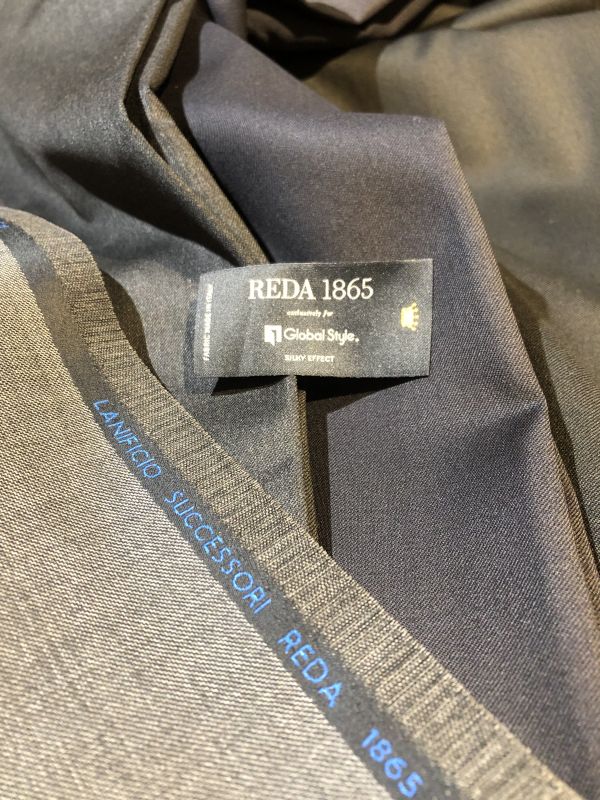 REDA 1865
exclusively for
Global Style.
SILKY EFFECT
LANIFICIO SUCCESSORI REDA 1865